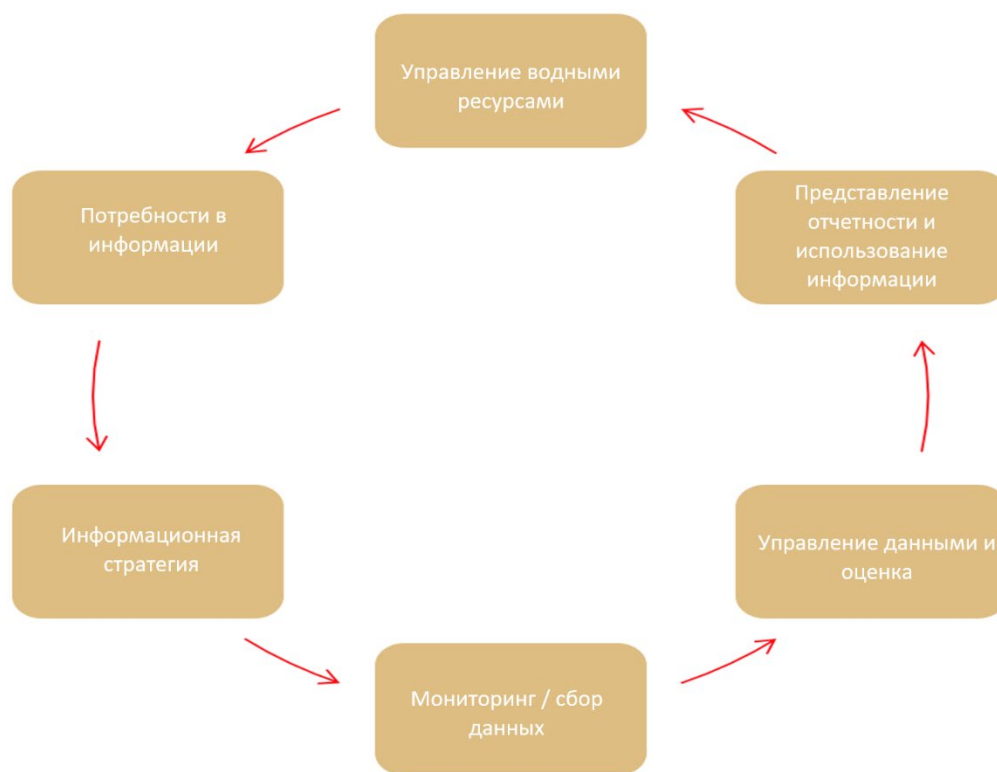 Управление водными
ресурсами
Потребности в
информации
Представление
отчетности и
использование
информации
Информационная
стратегия
Управление данными и
оценка
Мониторинг / сбор
данных